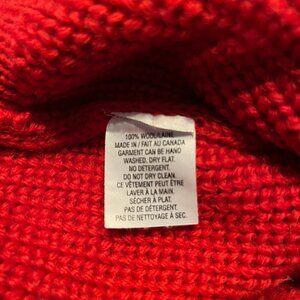 100% WOOL/LAINE
MADE IN / FAIT AU CANADA
GARMENT CAN BE HAND
WASHED. DRY FLAT.
NO DETERGENT.
DO NOT DRY CLEAN.
CE VÊTEMENT PEUT ÊTRE
LAVER À LA MAIN.
SÉCHER À PLAT.
PAS DE DÉTERGENT.
PAS DE NETTOYAGE À SEC.